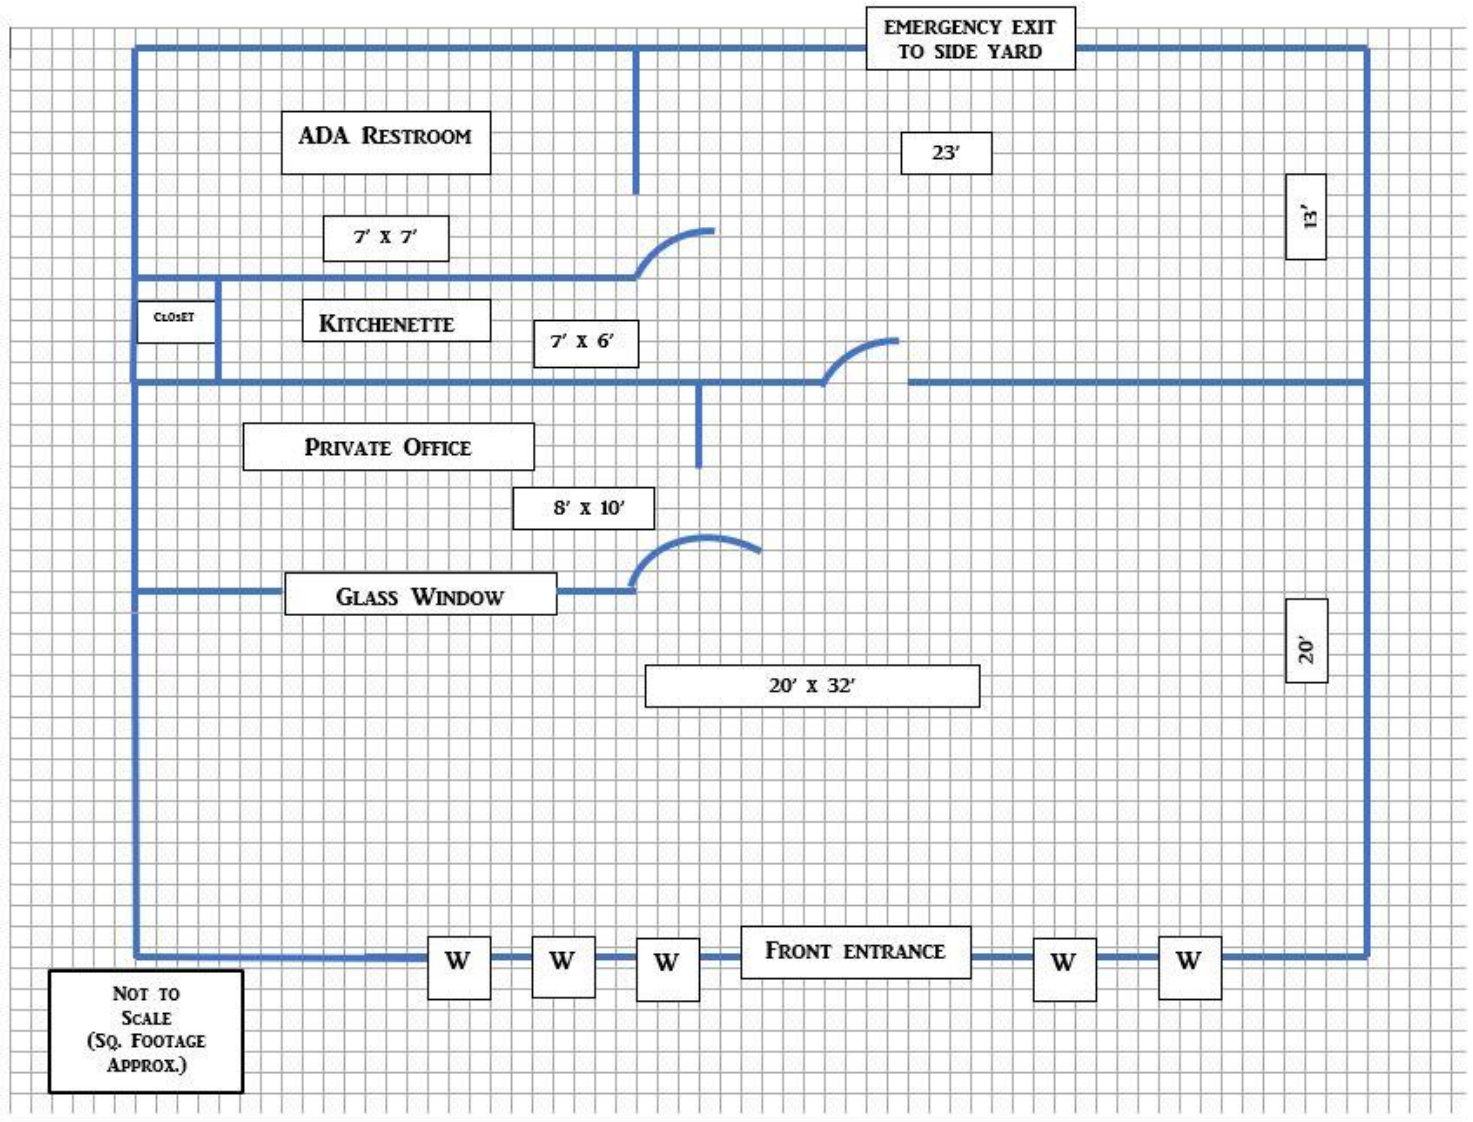 EMERGENCY EXIT
TO SIDE YARD
ADA RESTROOM
23'
13'
7' X 7'
CLOSET
KITCHENETTE
7' X 6'
PRIVATE OFFICE
8' X 10'
GLASS WINDOW
20'
20' X 32'
W
W
W
FRONT ENTRANCE
W
W
NOT TO
SCALE
(SQ. FOOTAGE
APPROX.)